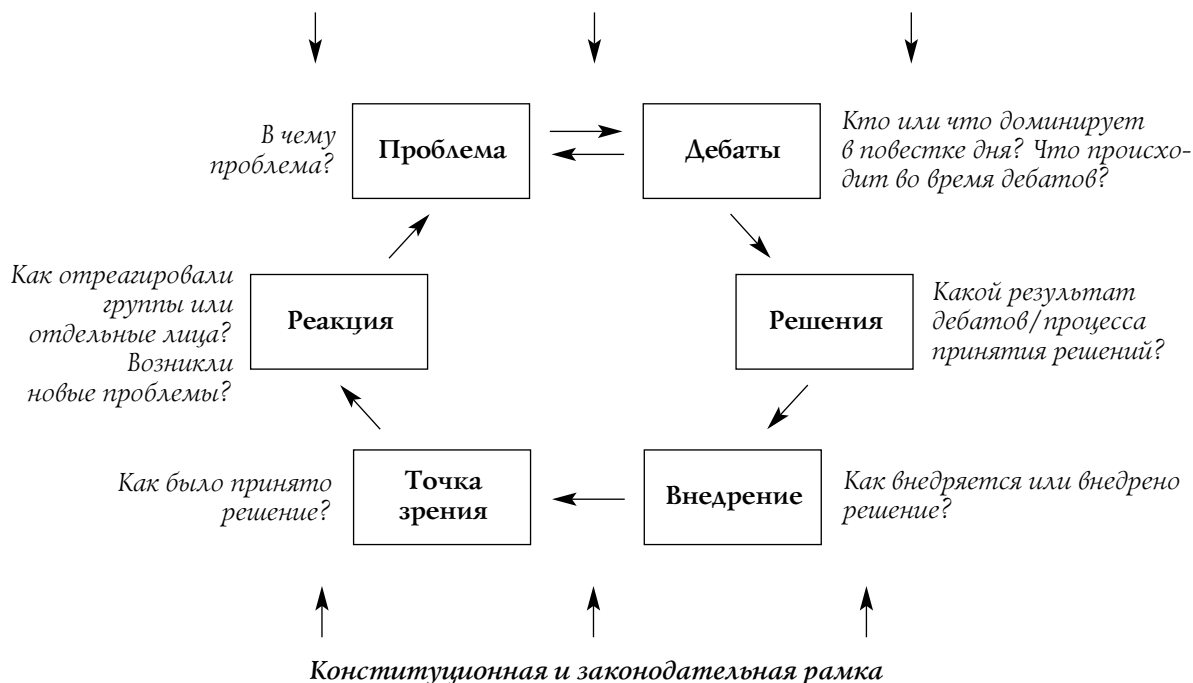 В чему
проблема?
Проблема
Дебаты
Кто или что доминирует
в повестке дня? Что происхо-
дит во время дебатов?
Как отреагировали
группы или
отдельные лица?
Возникли
новые проблемы?
Реакция
Решения
Какой результат
дебатов/процесса
принятия решений?
Как было принято
решение?
Точка
зрения
Внедрение
Как внедряется или внедрено
решение?
Конституционная и законодательная рамка